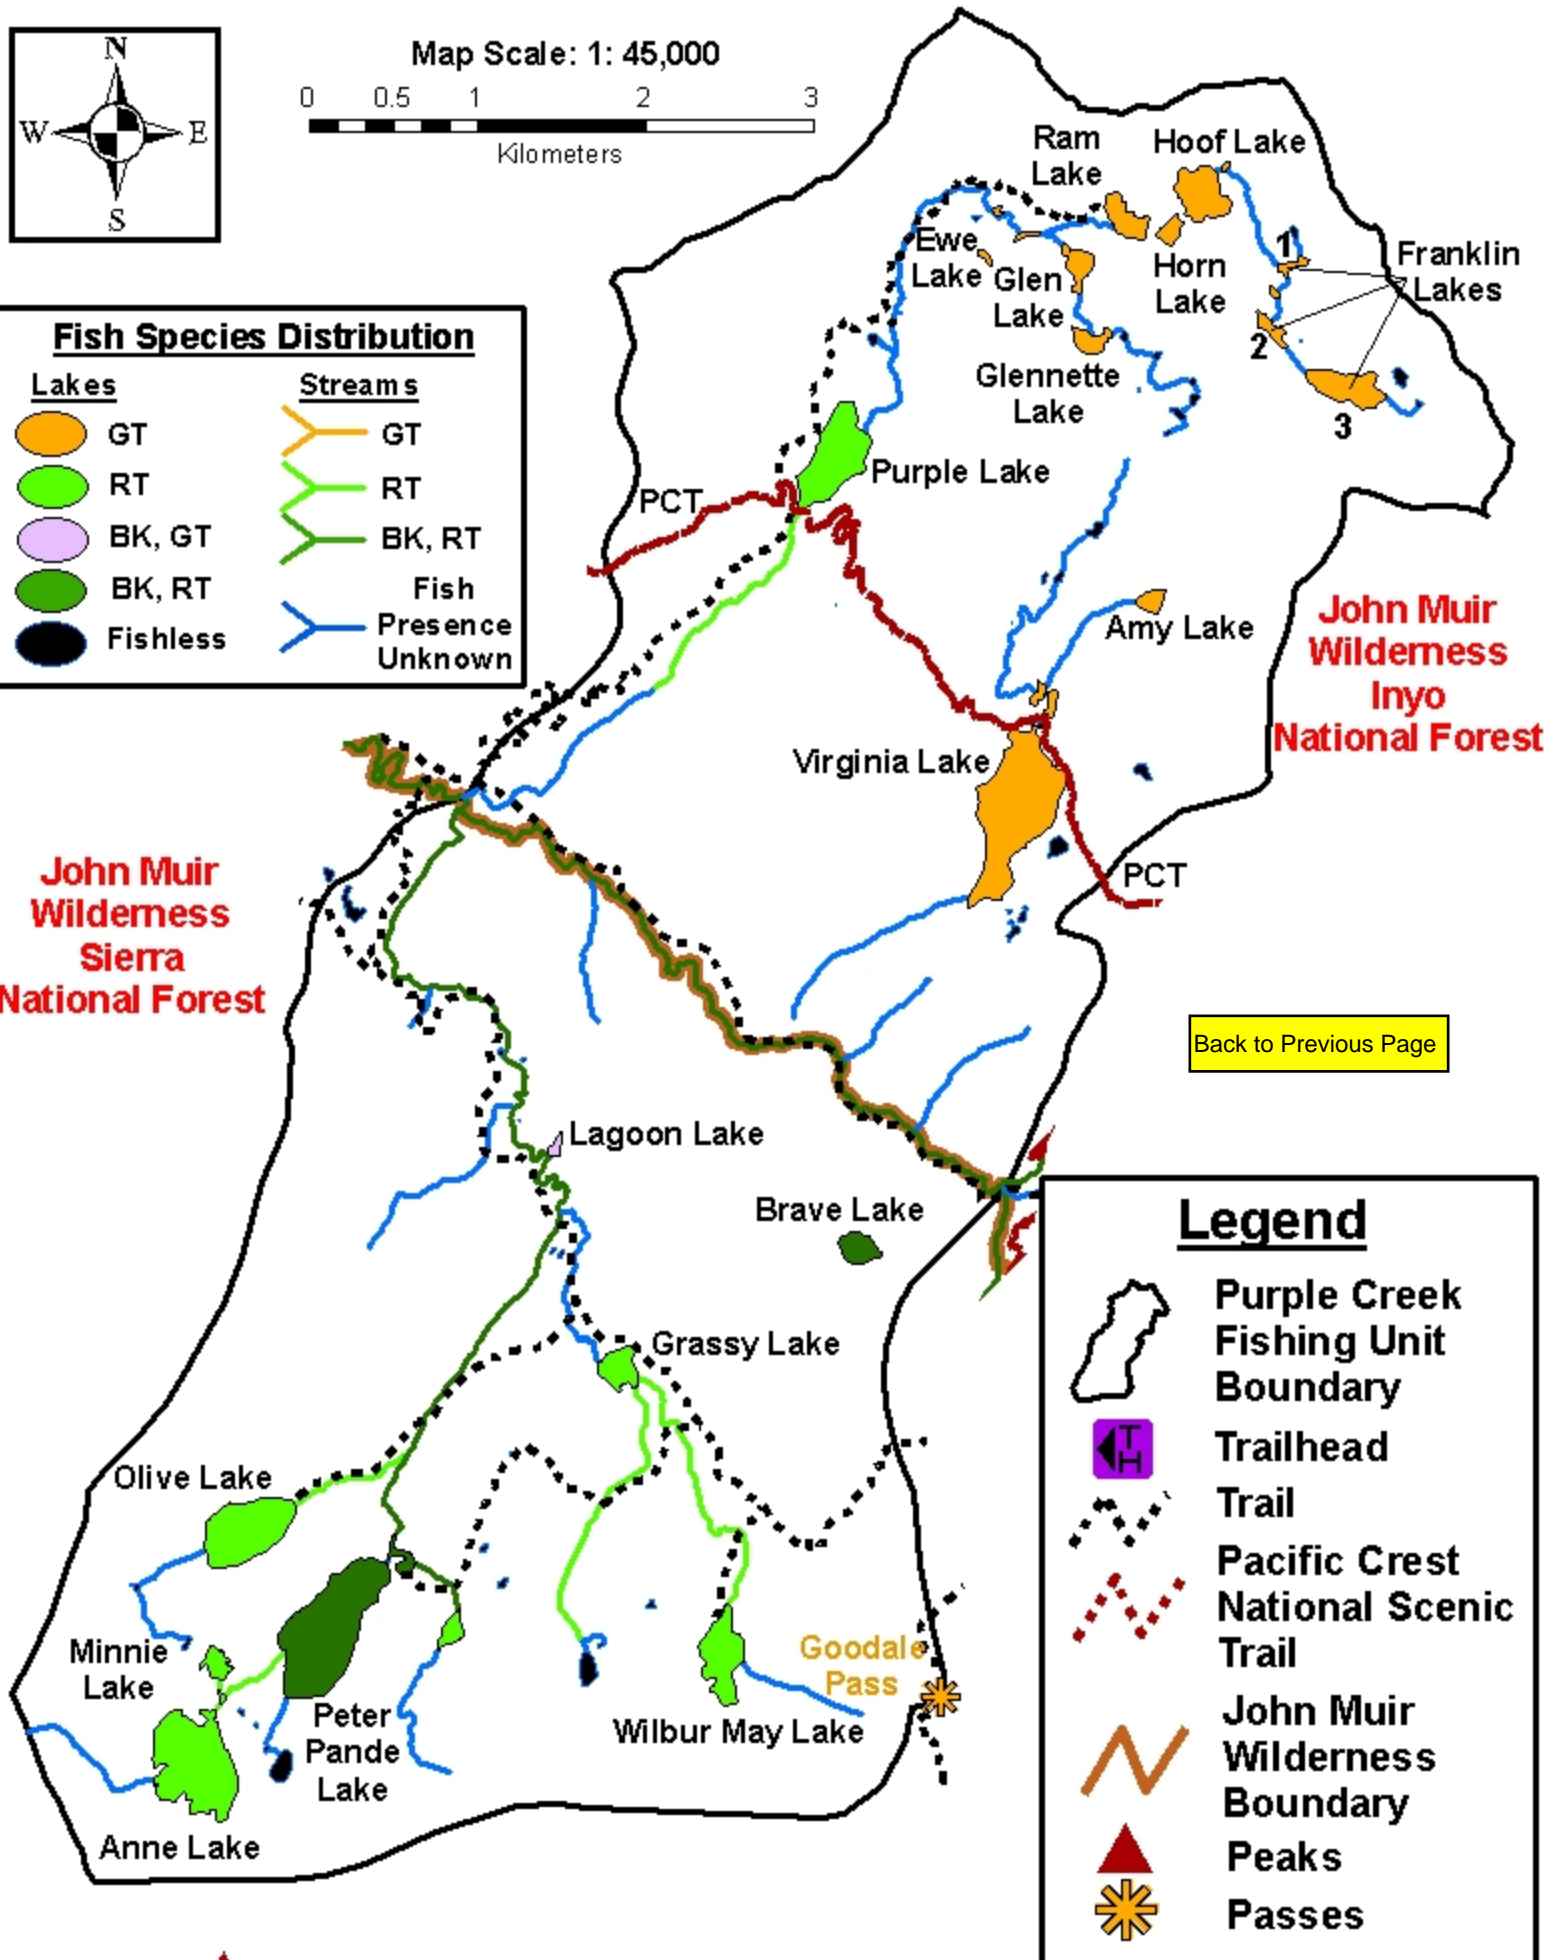 N
W E
S
Map Scale: 1: 45,000
0 0.5 1 2 3
Kilometers
Fish Species Distribution
Lakes Streams
GT GT
RT RT
BK, GT BK, RT
BK, RT Fish
Fishless Presence
Unknown
Ram
Lake
Hoof Lake
Ewe
Lake
Glen
Lake
Horn
Lake
1
2
3
Franklin
Lakes
Glennette
Lake
Purple Lake
PCT
Amy Lake
John Muir
Wilderness
Inyo
National Forest
Virginia Lake
PCT
John Muir
Wilderness
Sierra
National Forest
Back to Previous Page
Lagoon Lake
Brave Lake
Grassy Lake
Olive Lake
Minnie
Lake
Peter
Pande
Lake
Anne Lake
Wilbur May Lake
Goodale
Pass
Legend
Purple Creek
Fishing Unit
Boundary
TH
Trailhead
Trail
Pacific Crest
National Scenic
Trail
John Muir
Wilderness
Boundary
Peaks
Passes